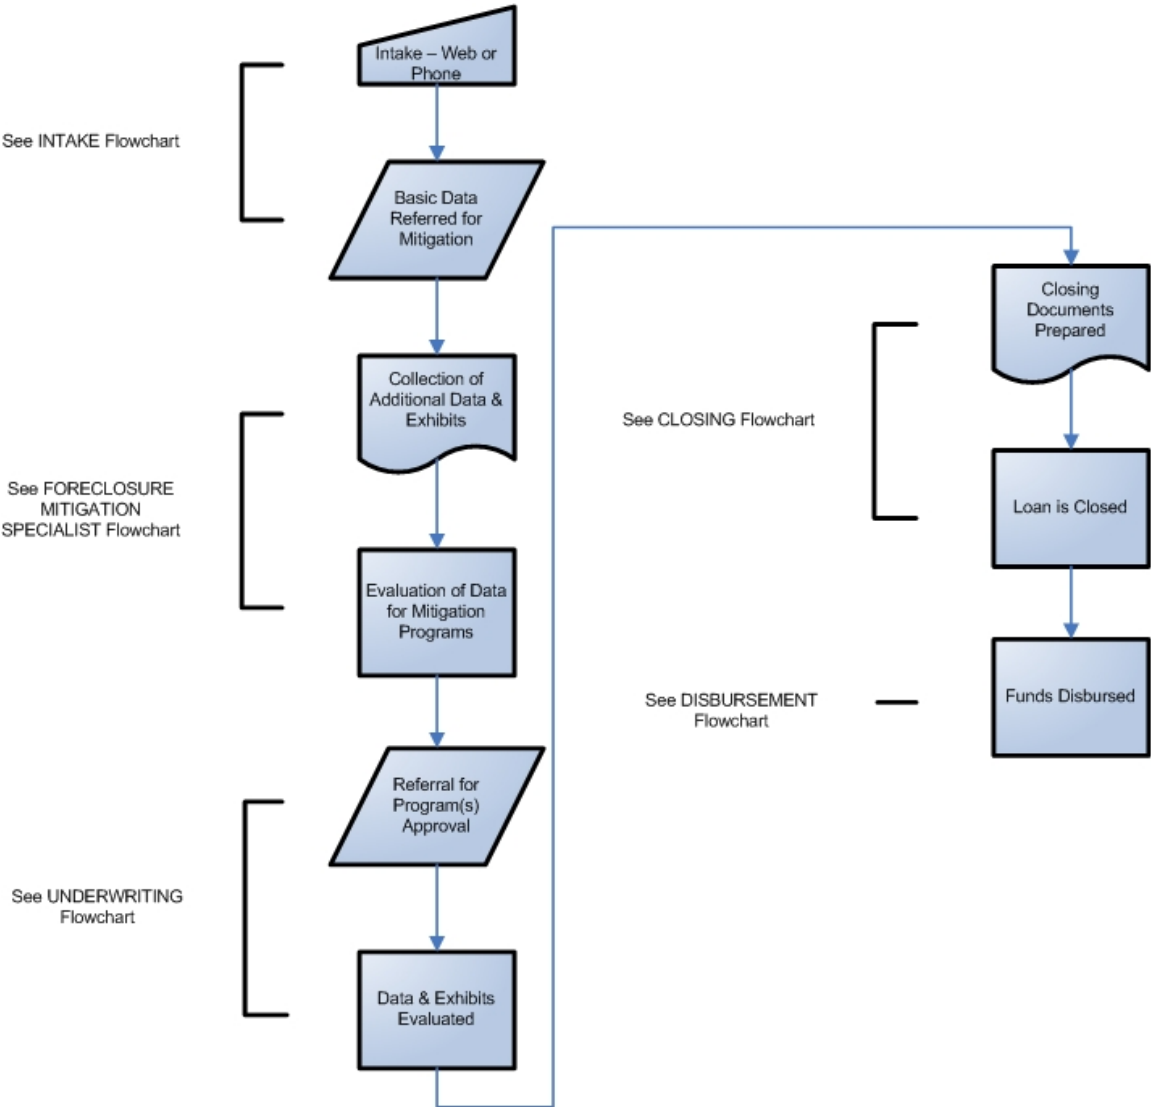 Intake – Web or
Phone
See INTAKE Flowchart
Basic Data
Referred for
Mitigation
Collection of
Additional Data &
Exhibits
See FORECLOSURE
MITIGATION
SPECIALIST Flowchart
Evaluation of Data
for Mitigation
Programs
Referral for
Program(s)
Approval
See UNDERWRITING
Flowchart
Data & Exhibits
Evaluated
Closing
Documents
Prepared
See CLOSING Flowchart
Loan is Closed
See DISBURSEMENT
Flowchart
Funds Disbursed